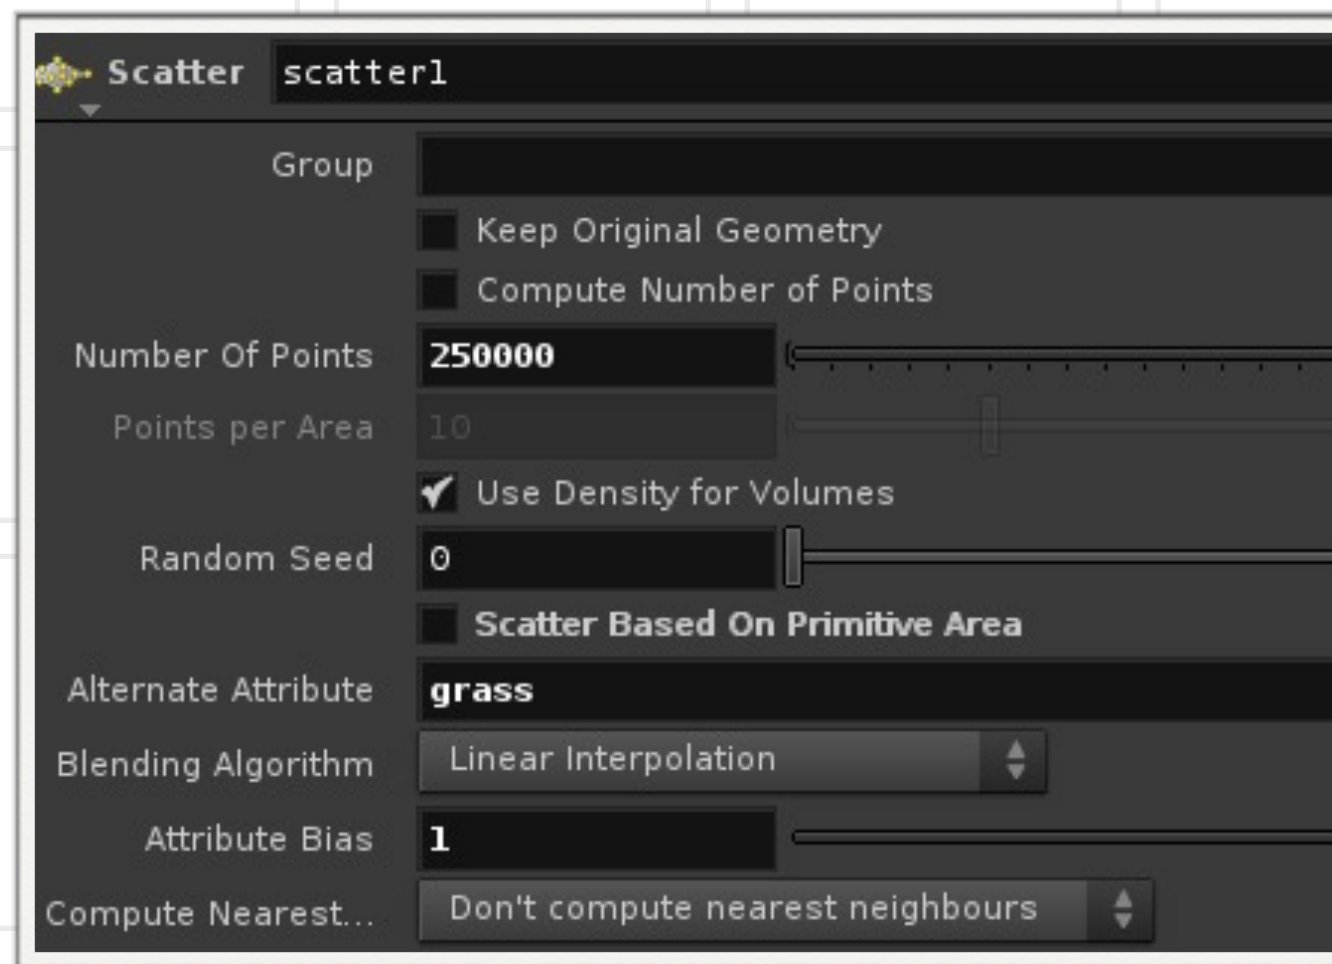 Scatter scatter1
Group
Keep Original Geometry
Compute Number of Points
Number Of Points 250000
Points per Area 10
Use Density for Volumes
Random Seed 0
Scatter Based On Primitive Area
Alternate Attribute grass
Blending Algorithm Linear Interpolation
Attribute Bias 1
Compute Nearest... Don't compute nearest neighbours